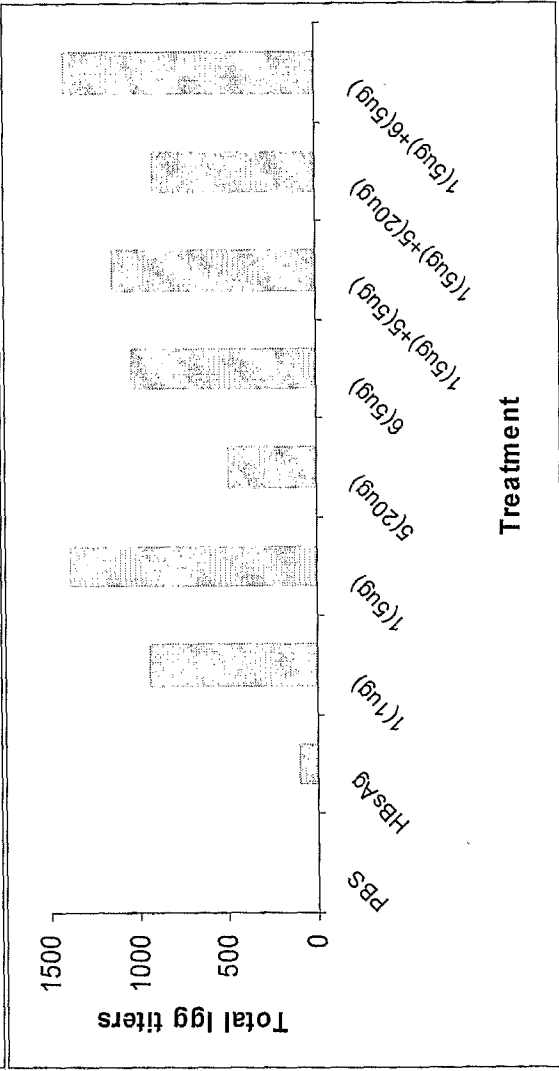 Total Igg titers
1500
1000
500
0
PBS
HBsAg
1(1ug)
1(5ug)
5(20ug)
6(5ug)
1(5ug)+5(5ug)
1(5ug)+5(20ug)
1(5ug)+6(5ug)
Treatment